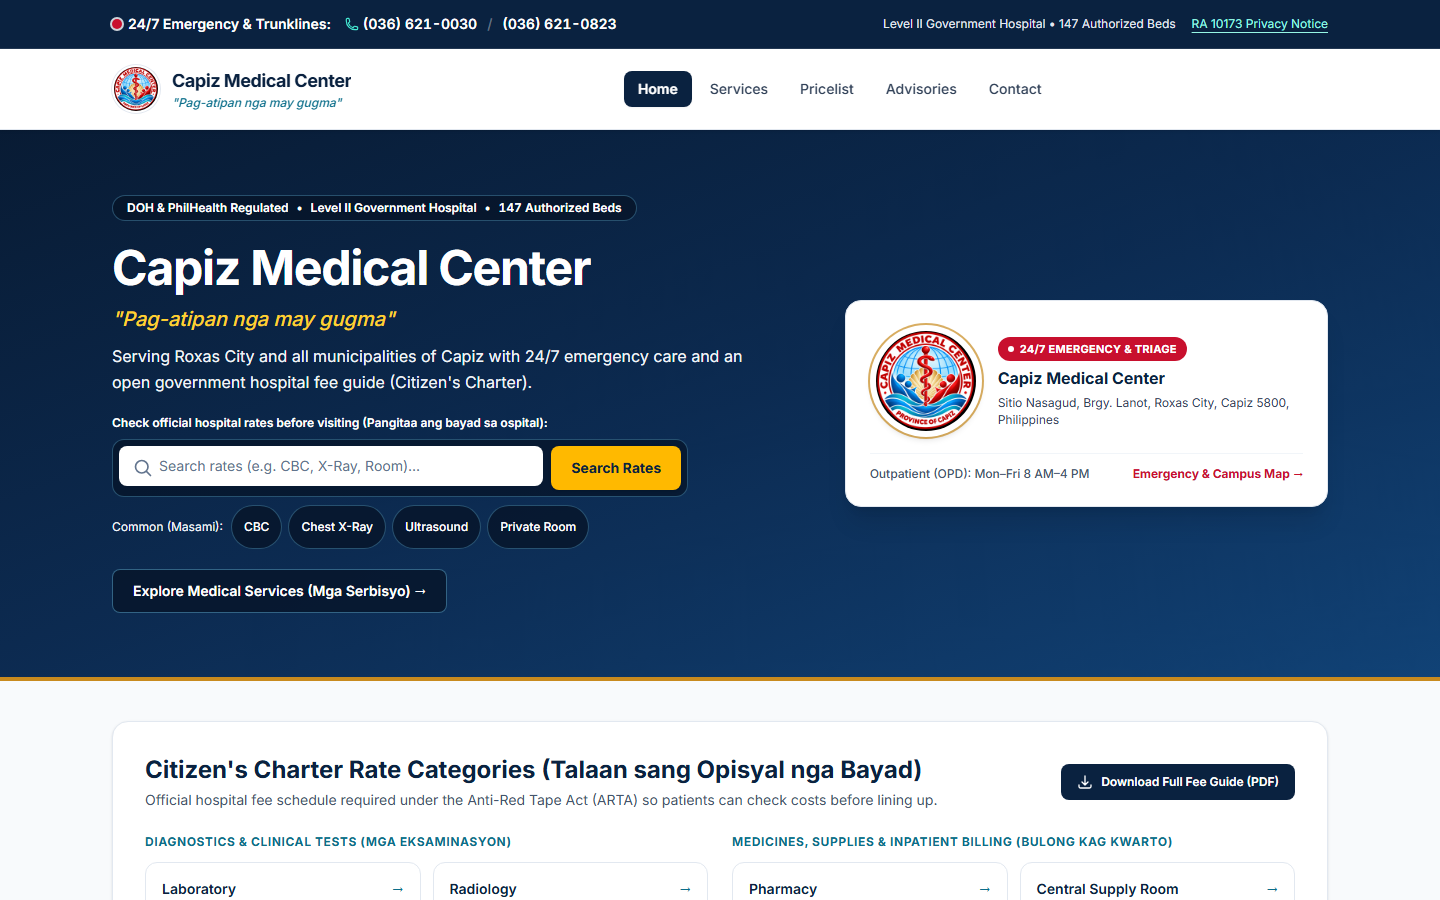 24/7 Emergency & Trunklines: (036) 621-0030 / (036) 621-0823
Level II Government Hospital • 147 Authorized Beds RA 10173 Privacy Notice
Capiz Medical Center
"Pag-atipan nga may gugma"
Home Services Pricelist Advisories Contact
DOH & PhilHealth Regulated • Level II Government Hospital • 147 Authorized Beds
Capiz Medical Center
"Pag-atipan nga may gugma"
Serving Roxas City and all municipalities of Capiz with 24/7 emergency care and an
open government hospital fee guide (Citizen's Charter).
Check official hospital rates before visiting (Pangitaa ang bayad sa ospital):
Search rates (e.g. CBC, X-Ray, Room)...
Search Rates
Common (Masami): CBC Chest X-Ray Ultrasound Private Room
Explore Medical Services (Mga Serbisyo) →
CAPIZ MEDICAL CENTER
PROVINCE OF CAPIZ
24/7 EMERGENCY & TRIAGE
Capiz Medical Center
Sitio Nasagud, Brgy. Lanot, Roxas City, Capiz 5800,
Philippines
Outpatient (OPD): Mon–Fri 8 AM–4 PM
Emergency & Campus Map →
Citizen's Charter Rate Categories (Talaan sang Opisyal nga Bayad)
Official hospital fee schedule required under the Anti-Red Tape Act (ARTA) so patients can check costs before lining up.
Download Full Fee Guide (PDF)
DIAGNOSTICS & CLINICAL TESTS (MGA EKSAMINASYON)
Laboratory →
Radiology →
MEDICINES, SUPPLIES & INPATIENT BILLING (BULONG KAG KWARTO)
Pharmacy →
Central Supply Room →